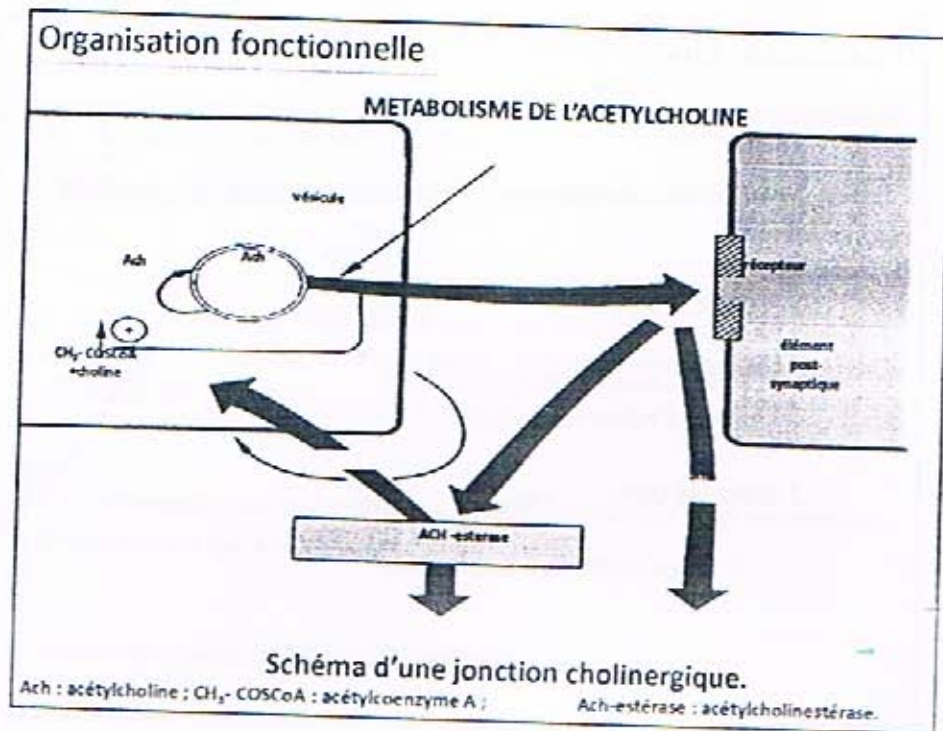 Organisation fonctionnelle
METABOLISME DE L'ACETYLCHOLINE
vésicule
Ach
Ach
récepteur
+
CH₃- COSCoA
+choline
élément
post-
synaptique
ACH -esterase
Schéma d'une jonction cholinergique.
Ach : acétylcholine ; CH₃- COSCoA : acétylcoenzyme A ; Ach-estérase : acétylcholinestérase.